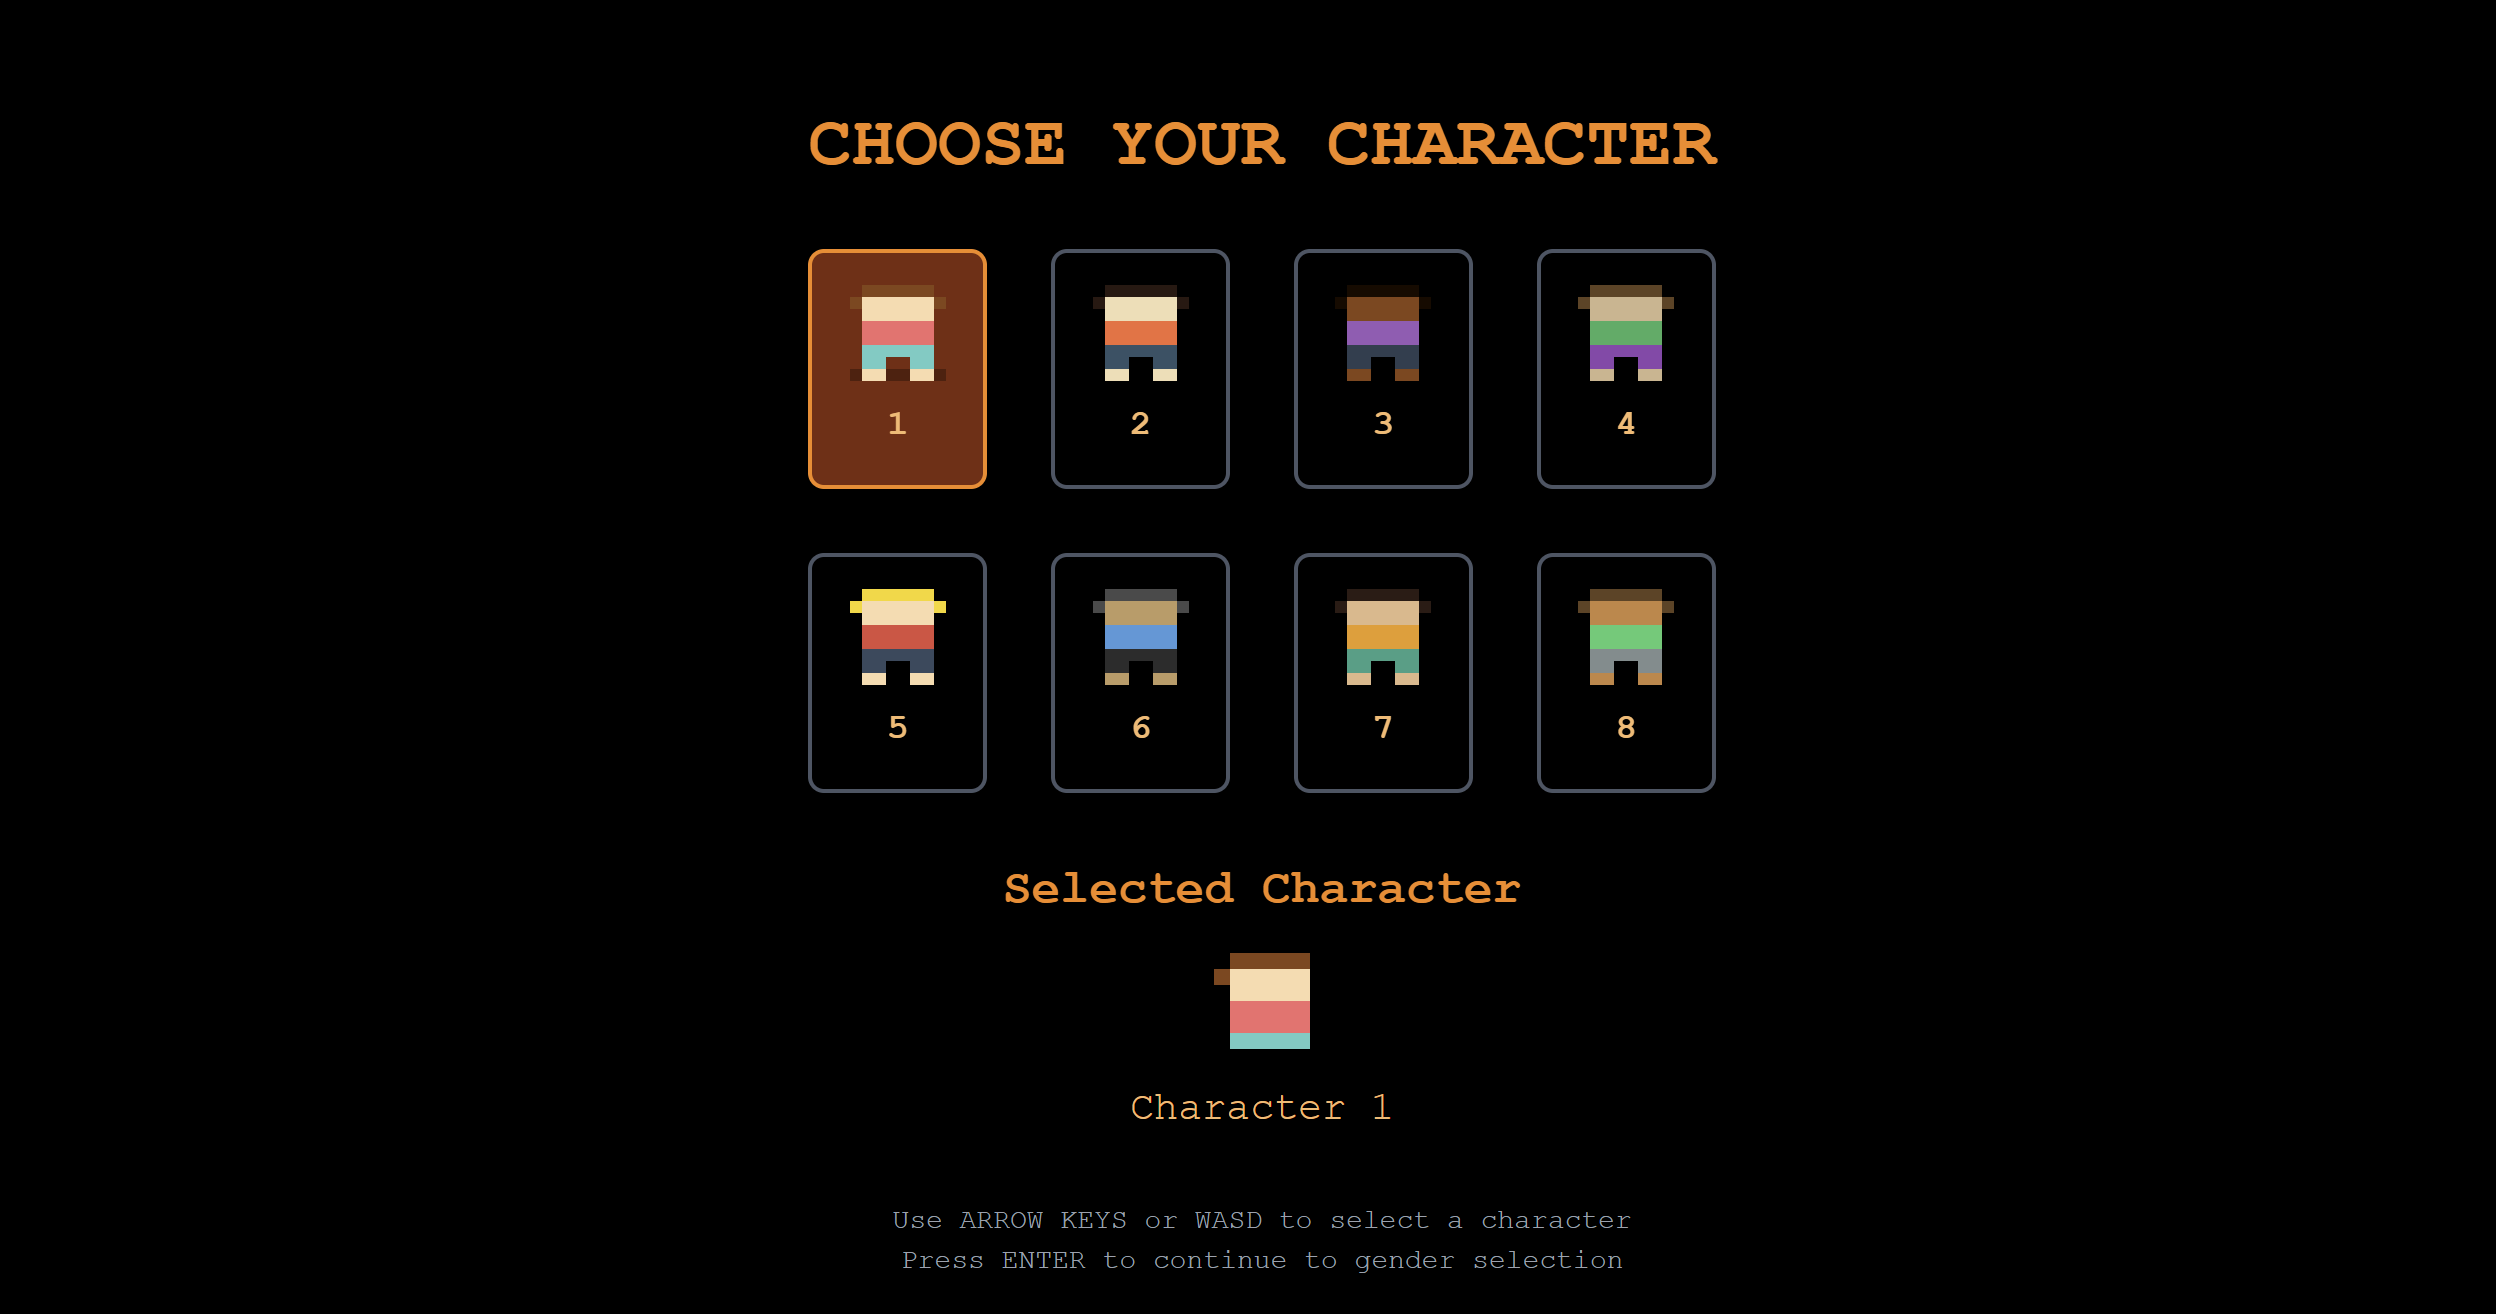 CHOOSE YOUR CHARACTER
1 2 3 4
5 6 7 8
Selected Character
Character 1
Use ARROW KEYS or WASD to select a character
Press ENTER to continue to gender selection